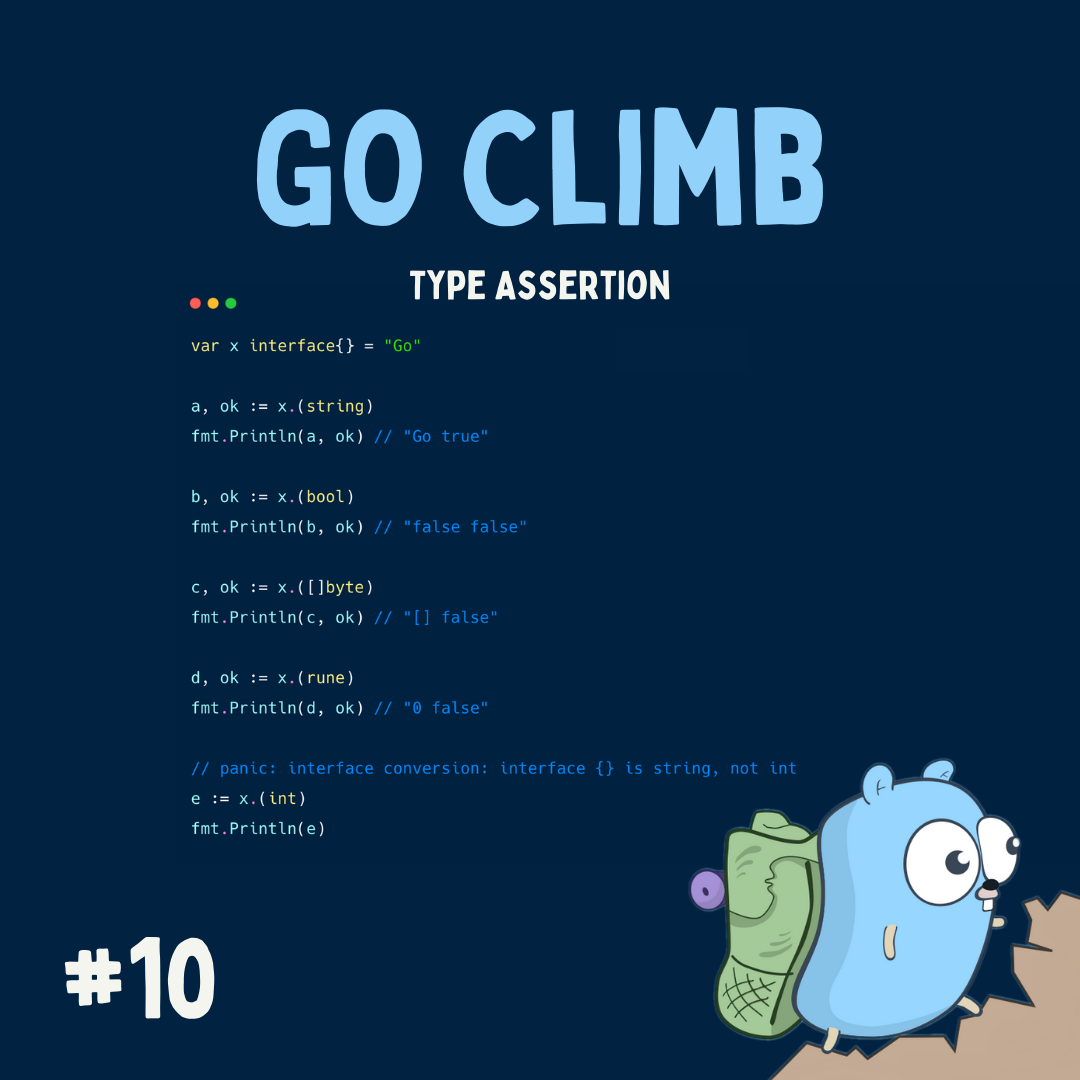 GO CLIMB
TYPE ASSERTION
var x interface{} = "Go"
a, ok := x.(string)
fmt.Println(a, ok) // "Go true"
b, ok := x.(bool)
fmt.Println(b, ok) // "false false"
c, ok := x.([]byte)
fmt.Println(c, ok) // "[] false"
d, ok := x.(rune)
fmt.Println(d, ok) // "0 false"
// panic: interface conversion: interface {} is string, not int
e := x.(int)
fmt.Println(e)
#10